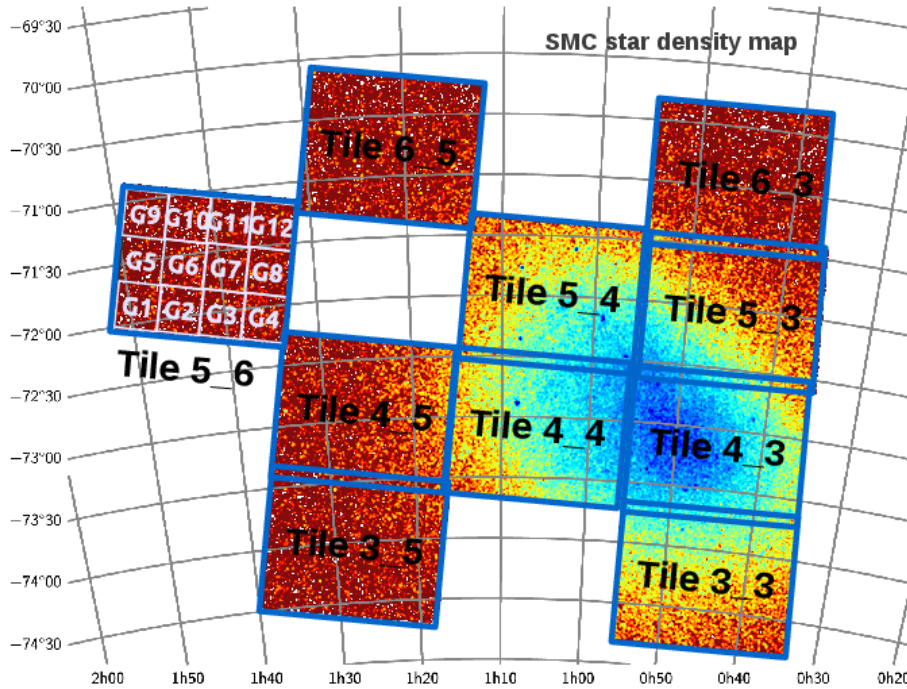 SMC star density map
−69°30
70°00
−70°30
−71°00
−71°30
−72°00
−72°30
−73°00
−73°30
−74°00
−74°30
Tile 6_5
Tile 6_3
G9 G10 G11 G12
G5 G6 G7 G8
G1 G2 G3 G4
Tile 5_6
Tile 5_4
Tile 5_3
Tile 4_5
Tile 4_4
Tile 4_3
Tile 3_5
Tile 3_3
2h00 1h50 1h40 1h30 1h20 1h10 1h00 0h50 0h40 0h30 0h20